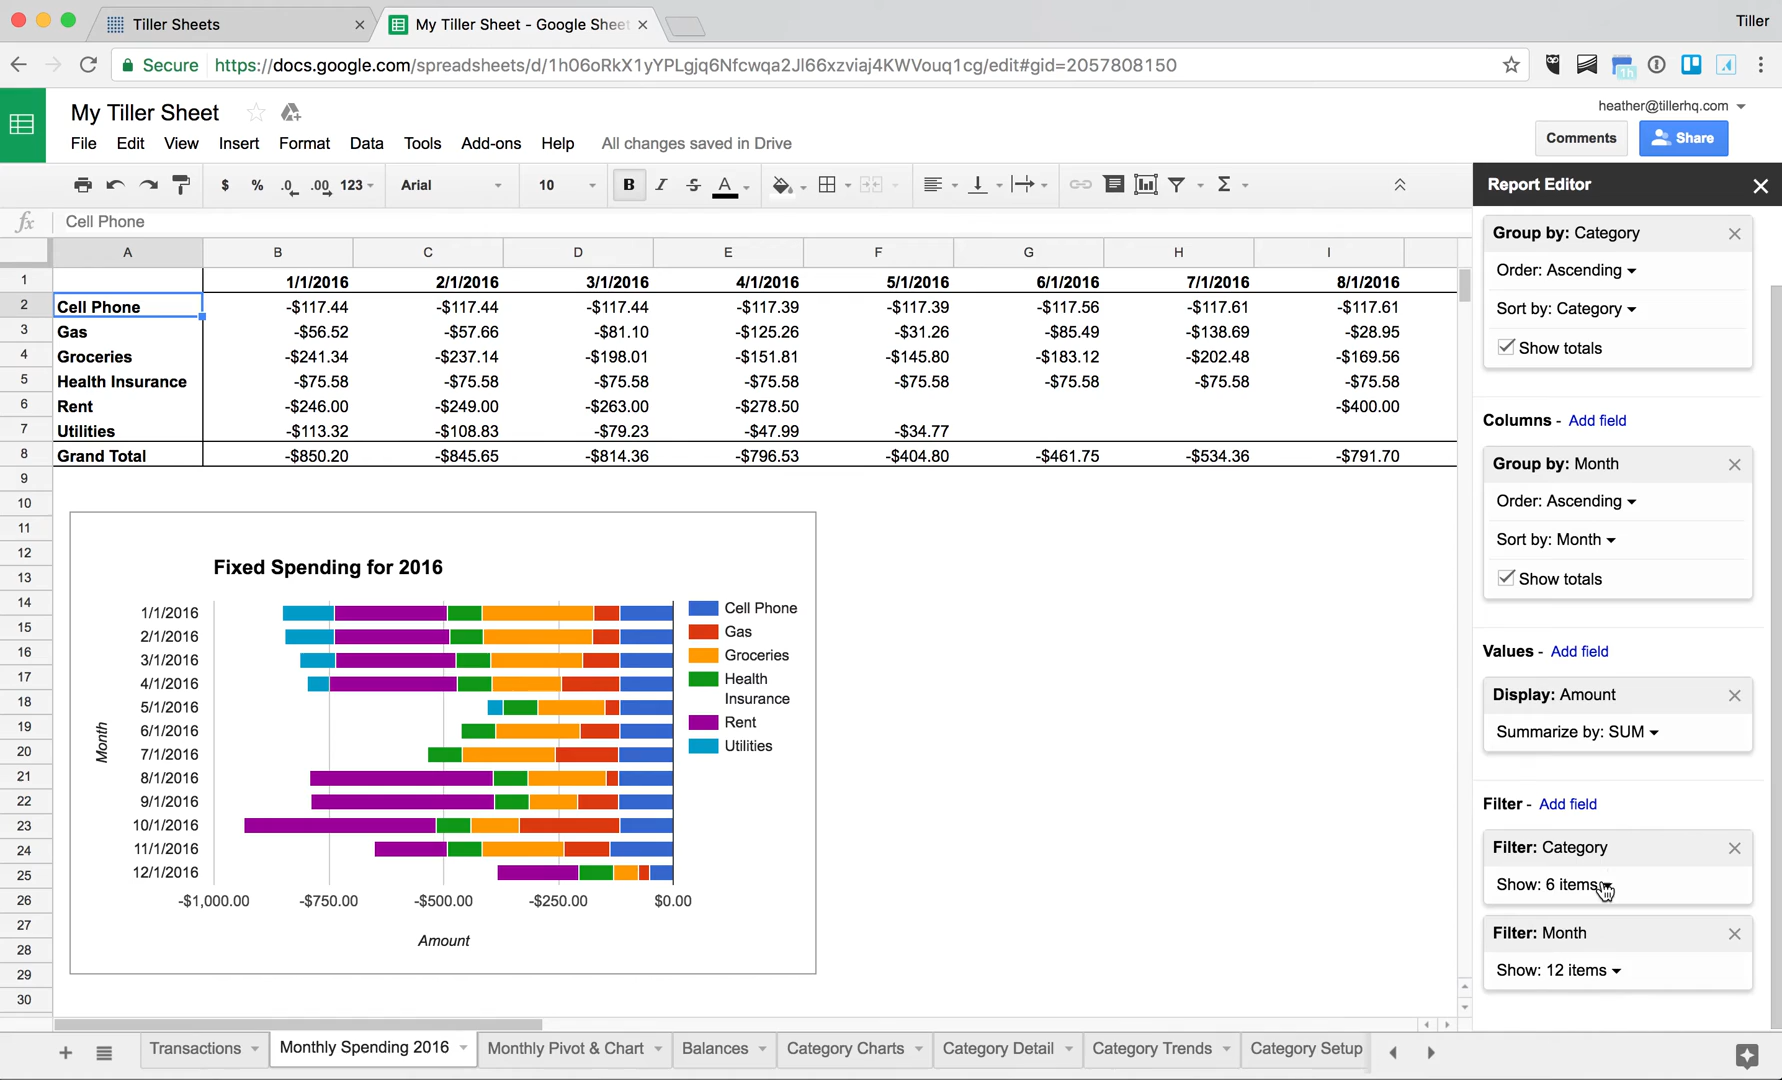 Tiller Sheets
My Tiller Sheet - Google Sheet
Tiller
Secure https://docs.google.com/spreadsheets/d/1h06oRkX1yYPLgjq6Nfcwqa2Jl66xzviaj4KWVouq1cg/edit#gid=2057808150
1h
My Tiller Sheet
heather@tillerhq.com
File Edit View Insert Format Data Tools Add-ons Help All changes saved in Drive
Comments Share
$ % .0 .00 123 Arial 10 B I S A Σ
fx Cell Phone
A B C D E F G H I
1 1/1/2016 2/1/2016 3/1/2016 4/1/2016 5/1/2016 6/1/2016 7/1/2016 8/1/2016
2 Cell Phone -$117.44 -$117.44 -$117.44 -$117.39 -$117.39 -$117.56 -$117.61 -$117.61
3 Gas -$56.52 -$57.66 -$81.10 -$125.26 -$31.26 -$85.49 -$138.69 -$28.95
4 Groceries -$241.34 -$237.14 -$198.01 -$151.81 -$145.80 -$183.12 -$202.48 -$169.56
5 Health Insurance -$75.58 -$75.58 -$75.58 -$75.58 -$75.58 -$75.58 -$75.58 -$75.58
6 Rent -$246.00 -$249.00 -$263.00 -$278.50 -$400.00
7 Utilities -$113.32 -$108.83 -$79.23 -$47.99 -$34.77
8 Grand Total -$850.20 -$845.65 -$814.36 -$796.53 -$404.80 -$461.75 -$534.36 -$791.70
9
10
11
12
13
14
15
16
17
18
19
20
21
22
23
24
25
26
27
28
29
30
Fixed Spending for 2016
Month
1/1/2016
2/1/2016
3/1/2016
4/1/2016
5/1/2016
6/1/2016
7/1/2016
8/1/2016
9/1/2016
10/1/2016
11/1/2016
12/1/2016
-$1,000.00 -$750.00 -$500.00 -$250.00 $0.00
Amount
Cell Phone
Gas
Groceries
Health
Insurance
Rent
Utilities
Report Editor
Group by: Category
Order: Ascending
Sort by: Category
Show totals
Columns - Add field
Group by: Month
Order: Ascending
Sort by: Month
Show totals
Values - Add field
Display: Amount
Summarize by: SUM
Filter - Add field
Filter: Category
Show: 6 items
Filter: Month
Show: 12 items
Transactions Monthly Spending 2016 Monthly Pivot & Chart Balances Category Charts Category Detail Category Trends Category Setup